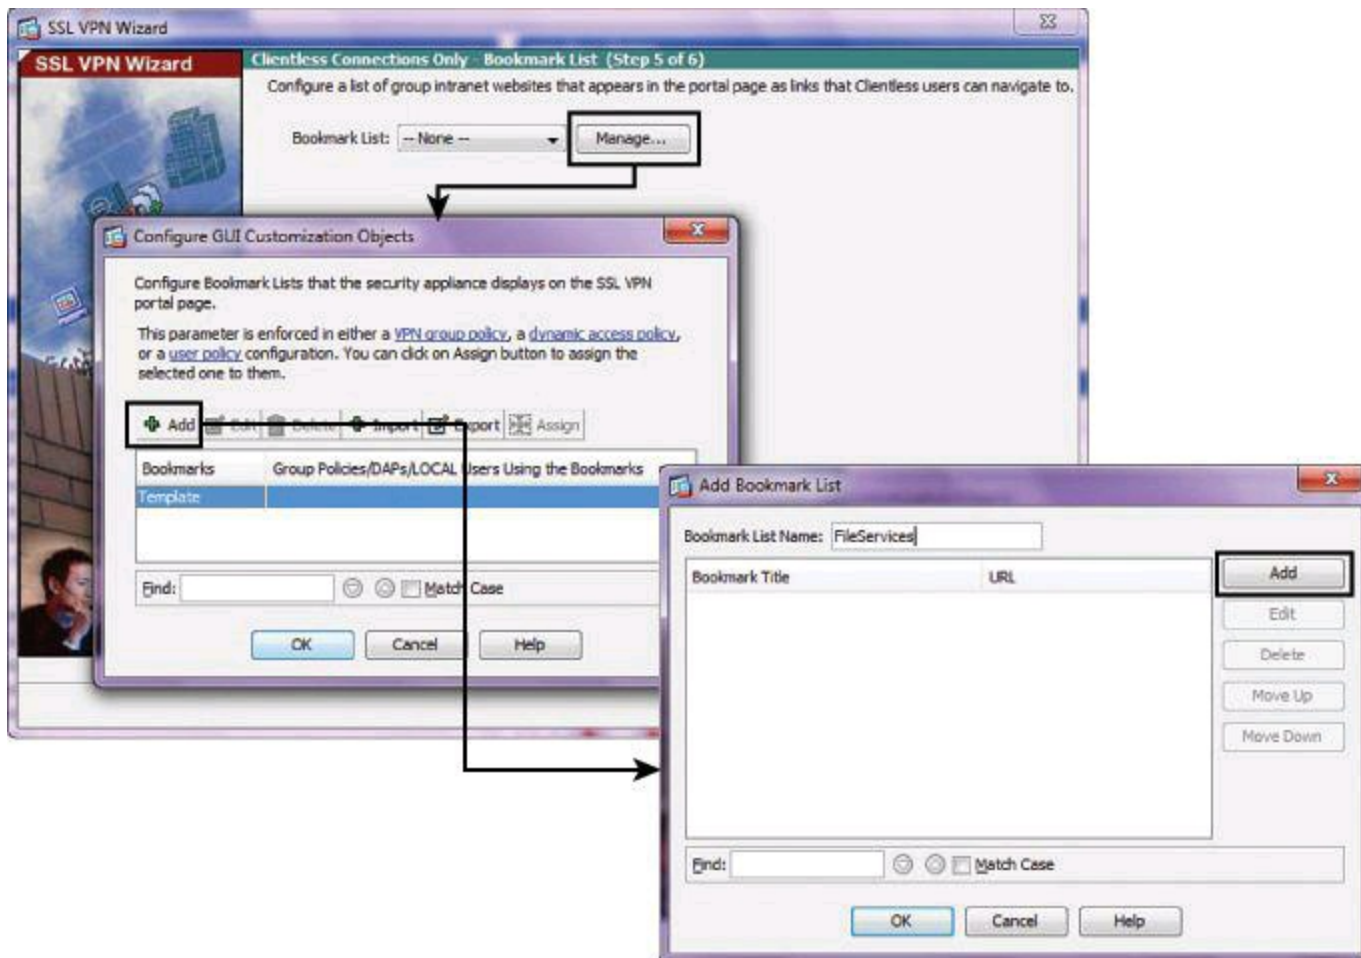 SSL VPN Wizard
SSL VPN Wizard
Clientless Connections Only - Bookmark List (Step 5 of 6)
Configure a list of group intranet websites that appears in the portal page as links that Clientless users can navigate to.
Bookmark List: -- None -- Manage...
Configure GUI Customization Objects
Configure Bookmark Lists that the security appliance displays on the SSL VPN
portal page.
This parameter is enforced in either a VPN group policy, a dynamic access policy,
or a user policy configuration. You can click on Assign button to assign the
selected one to them.
Add Edit Delete Import Export Assign
Bookmarks Group Policies/DAPs/LOCAL Users Using the Bookmarks
Template
Find: Match Case
OK Cancel Help
Add Bookmark List
Bookmark List Name: FileServices
Bookmark Title URL
Add
Edit
Delete
Move Up
Move Down
Find: Match Case
OK Cancel Help